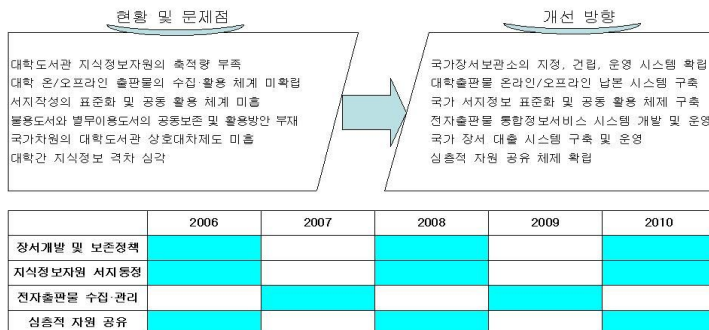 현황 및 문제점
대학도서관 지식정보자원의 축적량 부족
대학 온/오프라인 출판물의 수집·활용 체계 미확립
서지작성의 표준화 및 공동 활용 체계 미흡
불용도서와 별무이용도서의 공동보존 및 활용방안 부재
국가차원의 대학도서관 상호대차제도 미흡
대학간 지식정보 격차 심각
개선 방향
국가장서보관소의 지정, 건립, 운영 시스템 확립
대학출판물 온라인/오프라인 납본 시스템 구축
국가 서지정보 표준화 및 공동 활용 체제 구축
전자출판물 통합정보서비스 시스템 개발 및 운영
국가 장서 대출 시스템 구축 및 운영
심층적 자원 공유 체제 확립
2006 2007 2008 2009 2010
장서개발 및 보존정책
지식정보자원 서지통정
전자출판물 수집·관리
심층적 자원 공유